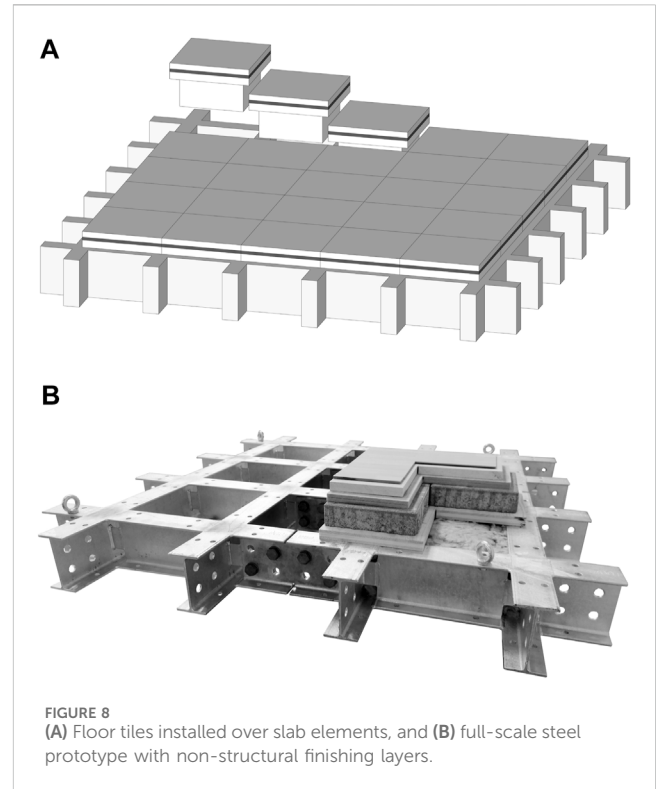 A
B
FIGURE 8
(A) Floor tiles installed over slab elements, and (B) full-scale steel
prototype with non-structural finishing layers.